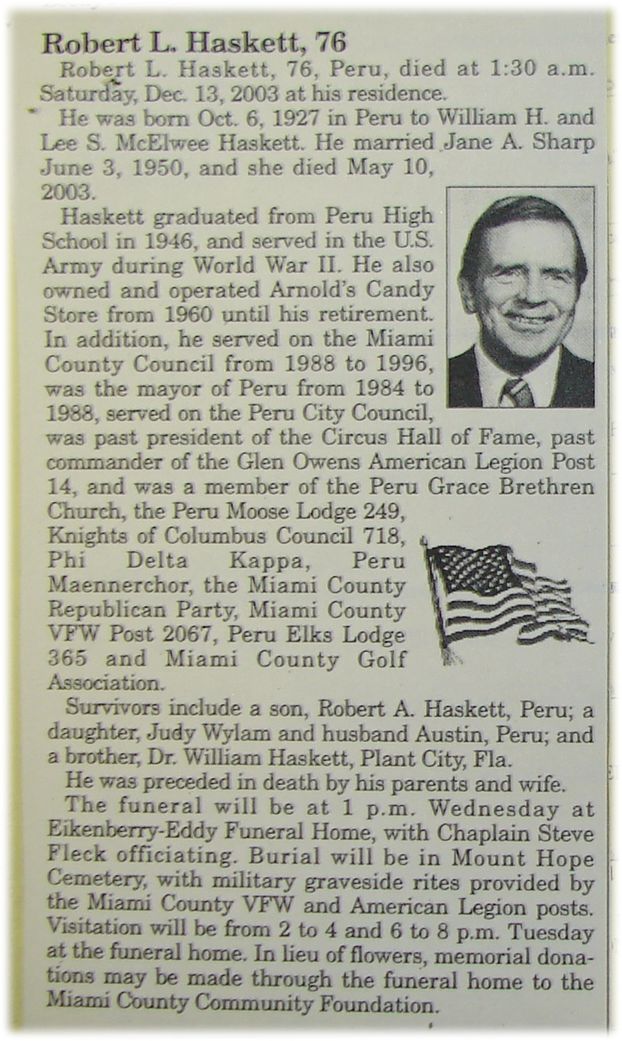 Robert L. Haskett, 76
Robert L. Haskett, 76, Peru, died at 1:30 a.m.
Saturday, Dec. 13, 2003 at his residence.
He was born Oct. 6, 1927 in Peru to William H. and
Lee S. McElwee Haskett. He married Jane A. Sharp
June 3, 1950, and she died May 10,
2003.
Haskett graduated from Peru High
School in 1946, and served in the U.S.
Army during World War II. He also
owned and operated Arnold's Candy
Store from 1960 until his retirement.
In addition, he served on the Miami
County Council from 1988 to 1996,
was the mayor of Peru from 1984 to
1988, served on the Peru City Council,
was past president of the Circus Hall of Fame, past
commander of the Glen Owens American Legion Post
14, and was a member of the Peru Grace Brethren
Church, the Peru Moose Lodge 249,
Knights of Columbus Council 718,
Phi Delta Kappa, Peru
Maennerchor, the Miami County
Republican Party, Miami County
VFW Post 2067, Peru Elks Lodge
365 and Miami County Golf
Association.
Survivors include a son, Robert A. Haskett, Peru; a
daughter, Judy Wylam and husband Austin, Peru; and
a brother, Dr. William Haskett, Plant City, Fla.
He was preceded in death by his parents and wife.
The funeral will be at 1 p.m. Wednesday at
Eikenberry-Eddy Funeral Home, with Chaplain Steve
Fleck officiating. Burial will be in Mount Hope
Cemetery, with military graveside rites provided by
the Miami County VFW and American Legion posts.
Visitation will be from 2 to 4 and 6 to 8 p.m. Tuesday
at the funeral home. In lieu of flowers, memorial dona-
tions may be made through the funeral home to the
Miami County Community Foundation.